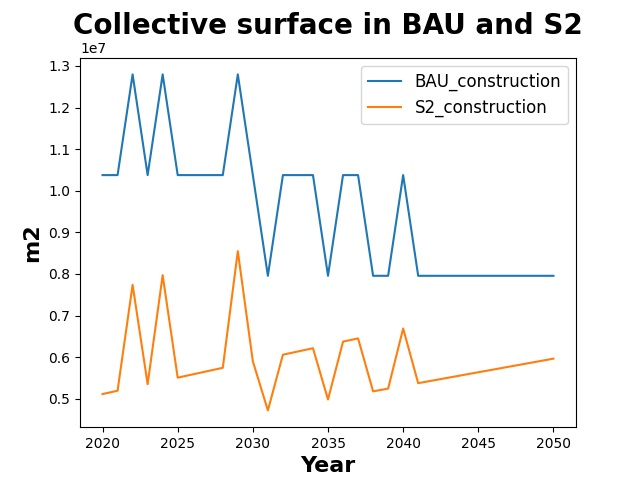 Collective surface in BAU and S2
1e7
1.3
1.2
1.1
1.0
0.9
0.8
0.7
0.6
0.5
m2
BAU_construction
S2_construction
2020 2025 2030 2035 2040 2045 2050
Year